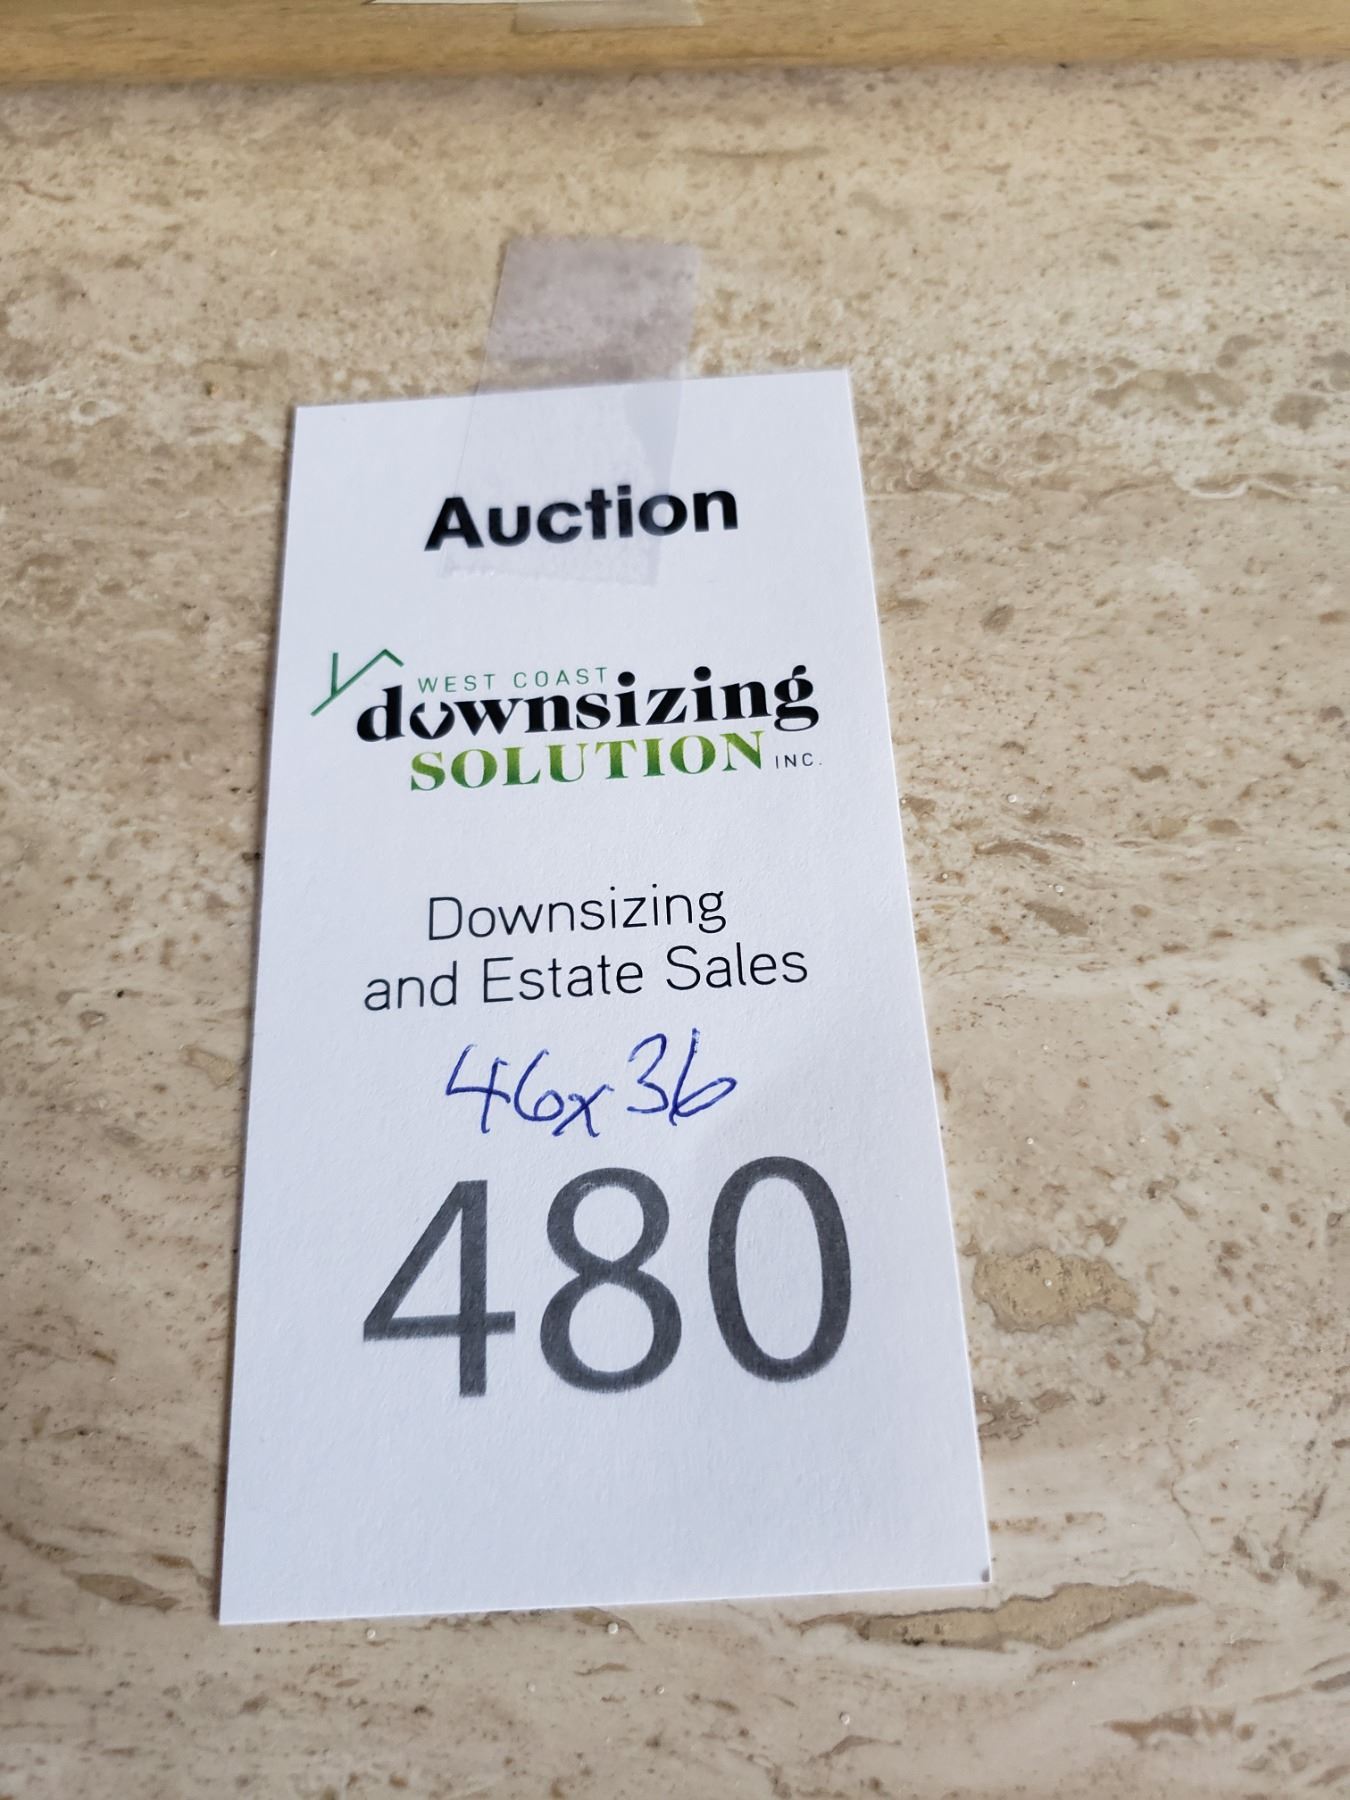 Auction
WEST COAST
downsizing
SOLUTION INC.
Downsizing
and Estate Sales
46x36
480